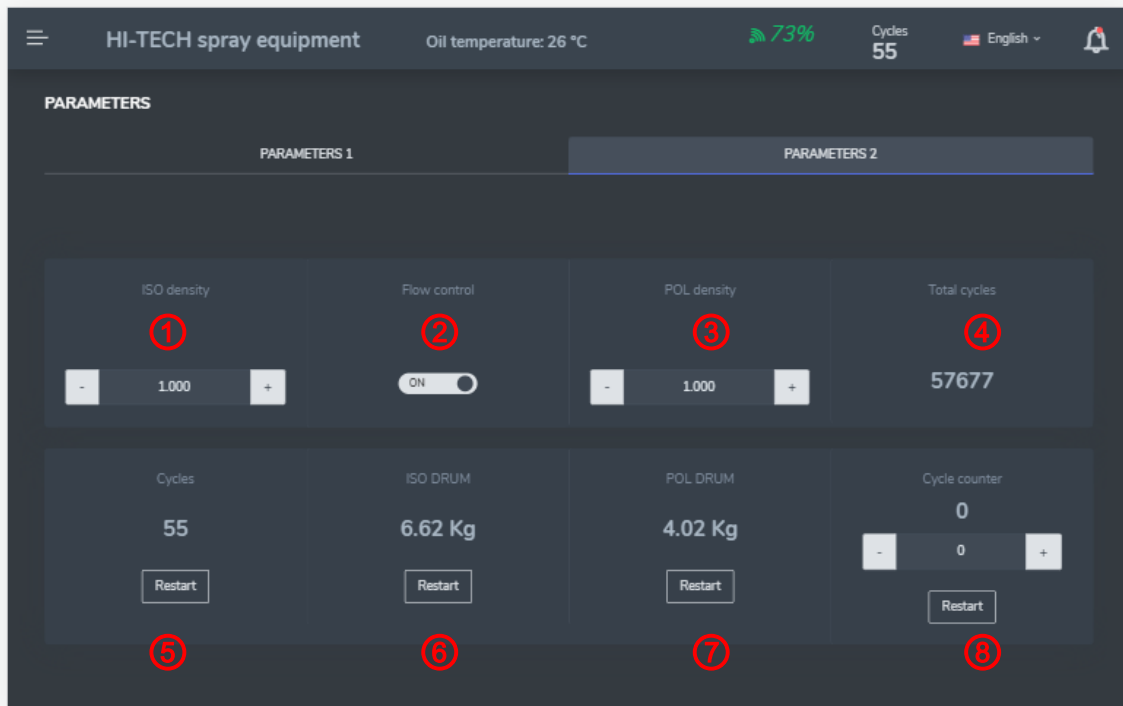 HI-TECH spray equipment
Oil temperature: 26 °C
73%
Cycles
55
English
PARAMETERS
PARAMETERS 1
PARAMETERS 2
ISO density
Flow control
POL density
Total cycles
①
②
③
④
- 1.000 +
ON
- 1.000 +
57677
Cycles
ISO DRUM
POL DRUM
Cycle counter
55
6.62 Kg
4.02 Kg
0
- 0 +
Restart
Restart
Restart
Restart
⑤
⑥
⑦
⑧